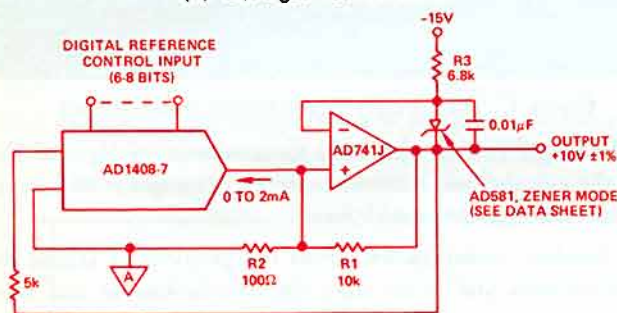 -15V
DIGITAL REFERENCE
CONTROL INPUT
(6-8 BITS)
R3
6.8k
0.01µF
−
AD741J
+
OUTPUT
+10V ±1%
AD1408-7
0 TO 2mA
AD581, ZENER MODE
(SEE DATA SHEET)
A
R2
100Ω
R1
10k
5k